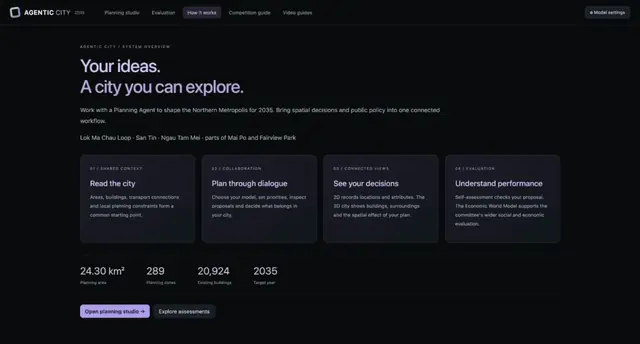 AGENTIC CITY 2035
Planning studio
Evaluation
How it works
Competition guide
Video guides
Model settings
AGENTIC CITY / SYSTEM OVERVIEW
Your ideas.
A city you can explore.
Work with a Planning Agent to shape the Northern Metropolis for 2035. Bring spatial decisions and public policy into one connected
workflow.
Lok Ma Chau Loop · San Tin · Ngau Tam Mei · parts of Mai Po and Fairview Park
01 / SHARED CONTEXT
Read the city
Areas, buildings, transport connections
and local planning constraints form a
common starting point.
02 / COLLABORATION
Plan through dialogue
Choose your model, set priorities, inspect
proposals and decide what belongs in
your city.
03 / CONNECTED VIEWS
See your decisions
2D records locations and attributes. The
3D city shows buildings, surroundings
and the spatial effect of your plan.
04 / EVALUATION
Understand performance
Self-assessment checks your proposal.
The Economic World Model supports the
committee's wider social and economic
evaluation.
24.30 km²
Planning area
289
Planning zones
20,924
Existing buildings
2035
Target year
Open planning studio →
Explore assessments